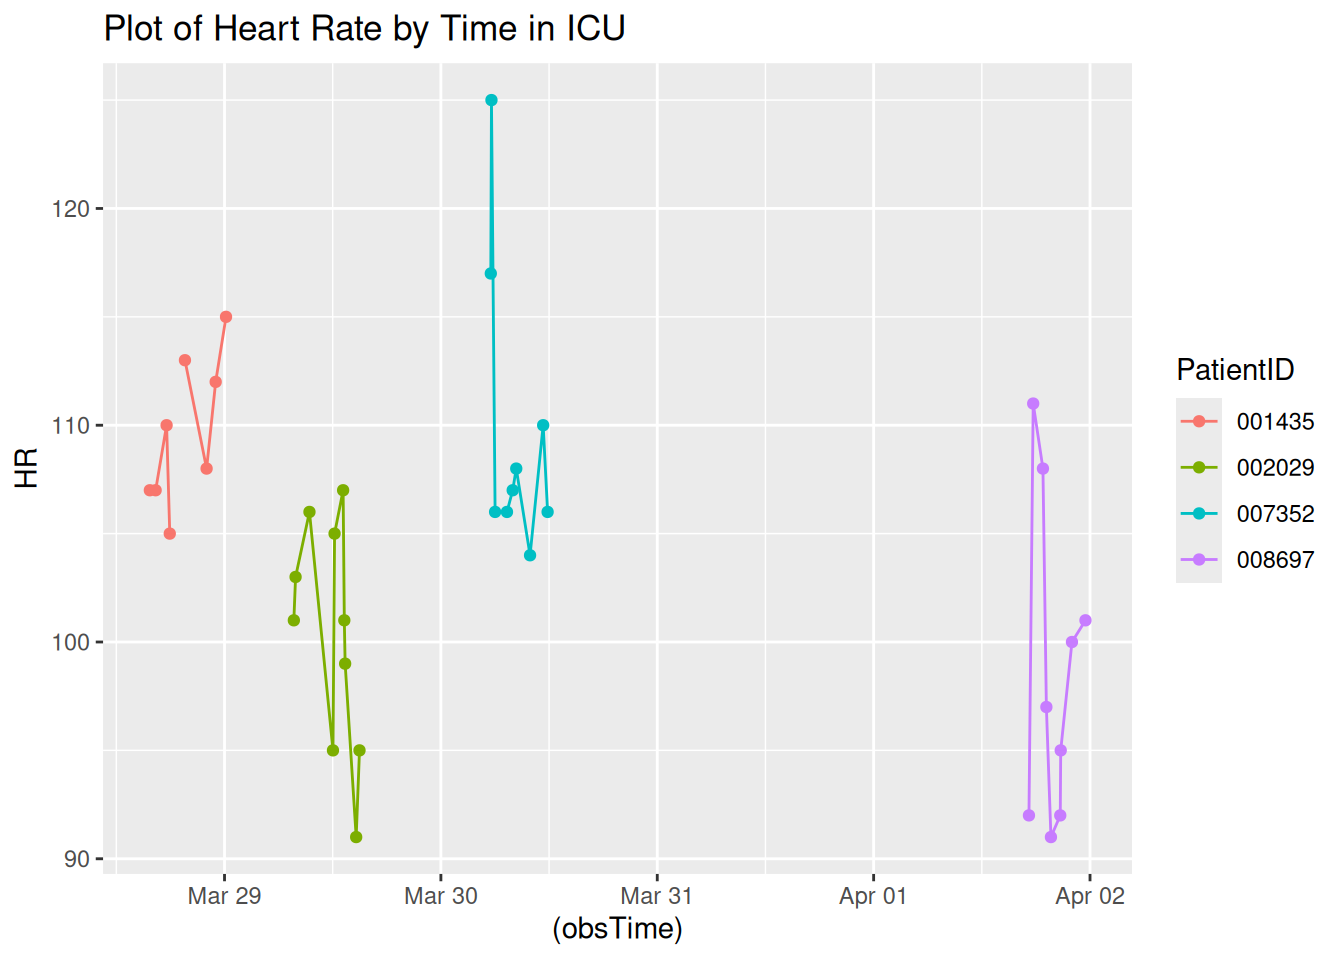 Plot of Heart Rate by Time in ICU
HR
120
110
100
90
Mar 29
Mar 30
Mar 31
Apr 01
Apr 02
(obsTime)
PatientID
001435
002029
007352
008697